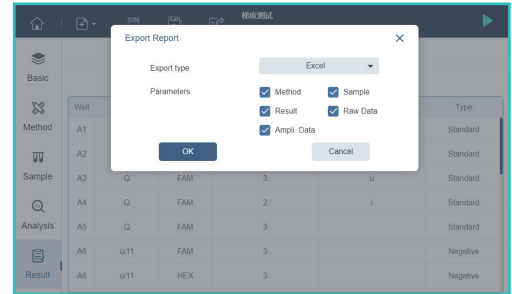 梯度测试
Export Report
Export type Excel
Parameters Method Sample
Result Raw Data
Ampli. Data
OK Cancel
Basic
Method
Sample
Analysis
Result
Well Type
A1 Standard
A2 Standard
A3 Q FAM 3 u Standard
A4 Q FAM 2 i Standard
A5 Q FAM 3 Standard
A6 ui11 FAM 3 Negative
A6 ui11 HEX 3 Negative